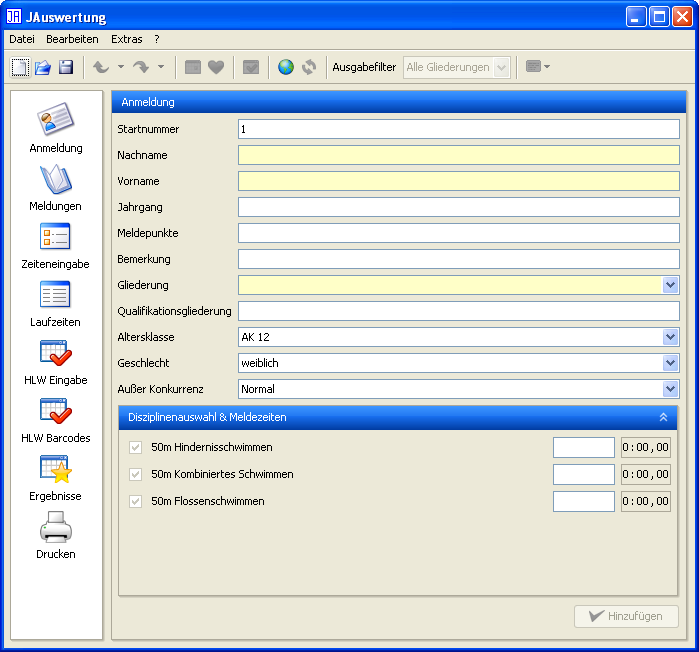 JA JAuswertung
Datei Bearbeiten Extras ?
Ausgabefilter Alle Gliederungen
Anmeldung
Meldungen
Zeiteneingabe
Laufzeiten
HLW Eingabe
HLW Barcodes
Ergebnisse
Drucken
Anmeldung
Startnummer 1
Nachname
Vorname
Jahrgang
Meldepunkte
Bemerkung
Gliederung
Qualifikationsgliederung
Altersklasse AK 12
Geschlecht weiblich
Außer Konkurrenz Normal
Disziplinenauswahl & Meldezeiten
50m Hindernisschwimmen 0:00,00
50m Kombiniertes Schwimmen 0:00,00
50m Flossenschwimmen 0:00,00
Hinzufügen